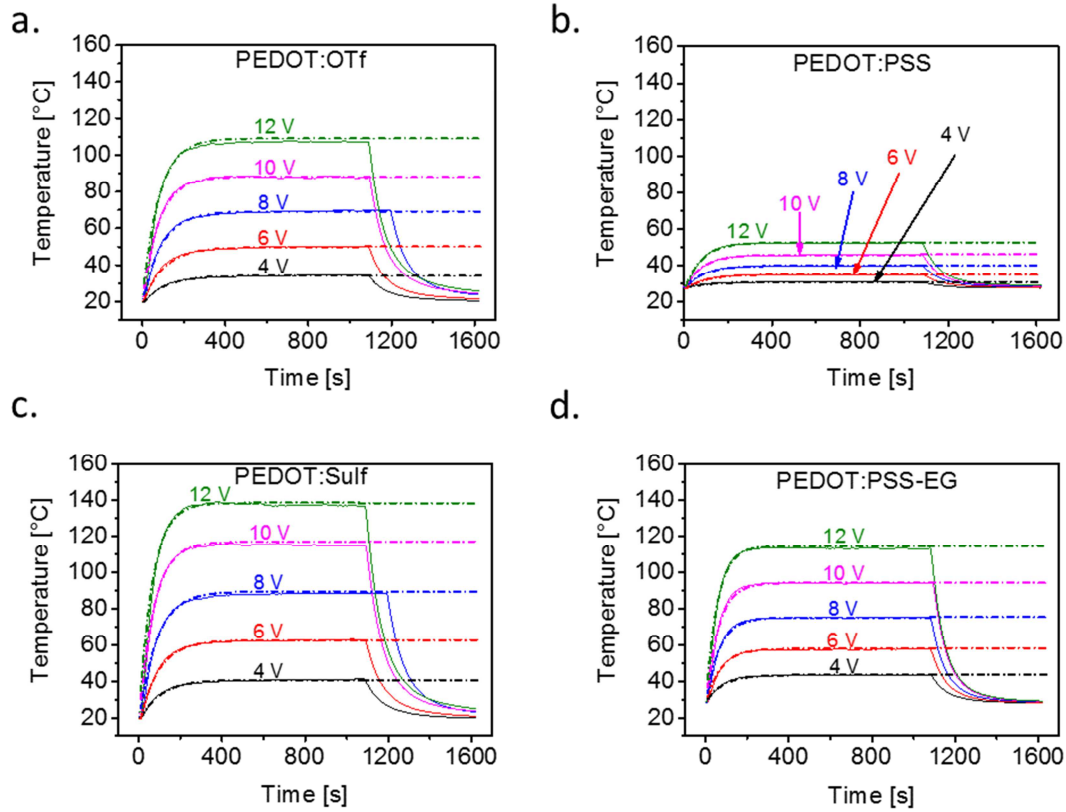 a.
160
140
120
100
80
60
40
20
Temperature [°C]
PEDOT:OTf
12 V
10 V
8 V
6 V
4 V
0 400 800 1200 1600
Time [s]
b.
160
140
120
100
80
60
40
20
Temperature [°C]
PEDOT:PSS
4 V
6 V
8 V
10 V
12 V
0 400 800 1200 1600
Time [s]
c.
160
140
120
100
80
60
40
20
Temperature [°C]
PEDOT:Sulf
12 V
10 V
8 V
6 V
4 V
0 400 800 1200 1600
Time [s]
d.
160
140
120
100
80
60
40
20
Temperature [°C]
PEDOT:PSS-EG
12 V
10 V
8 V
6 V
4 V
0 400 800 1200 1600
Time [s]